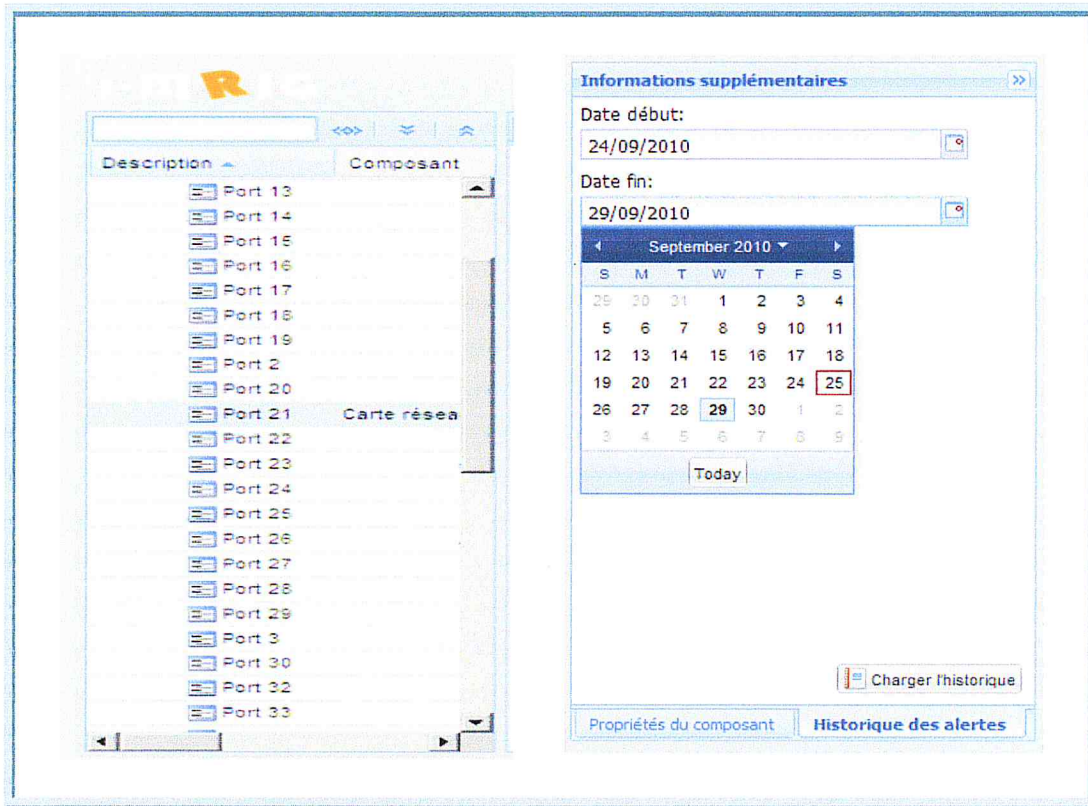 R
Description Composant
Port 13
Port 14
Port 15
Port 16
Port 17
Port 18
Port 19
Port 2
Port 20
Port 21 Carte résea
Port 22
Port 23
Port 24
Port 25
Port 26
Port 27
Port 28
Port 29
Port 3
Port 30
Port 32
Port 33
Informations supplémentaires
Date début:
24/09/2010
Date fin:
29/09/2010
September 2010
S M T W T F S
29 30 31 1 2 3 4
5 6 7 8 9 10 11
12 13 14 15 16 17 18
19 20 21 22 23 24 25
26 27 28 29 30 1 2
3 4 5 6 7 8 9
Today
Charger l'historique
Propriétés du composant Historique des alertes